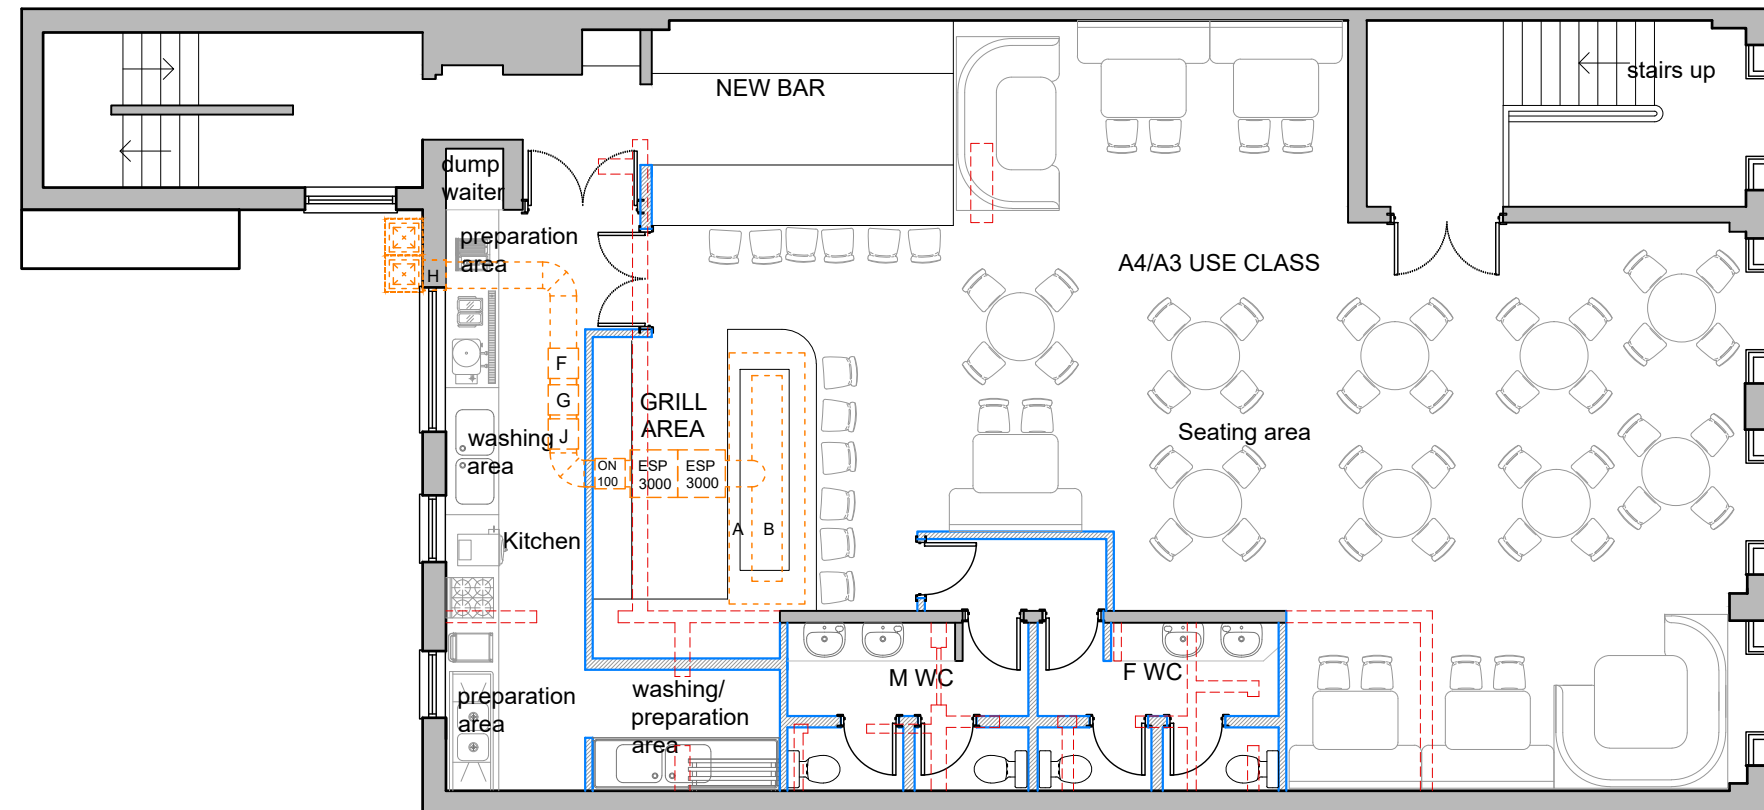 NEW BAR
stairs up
dump
waiter
preparation
area
H
A4/A3 USE CLASS
F
G
J
GRILL
AREA
washing
area
ON
100
ESP
3000
ESP
3000
Seating area
A
B
Kitchen
preparation
area
washing/
preparation
area
M WC
F WC